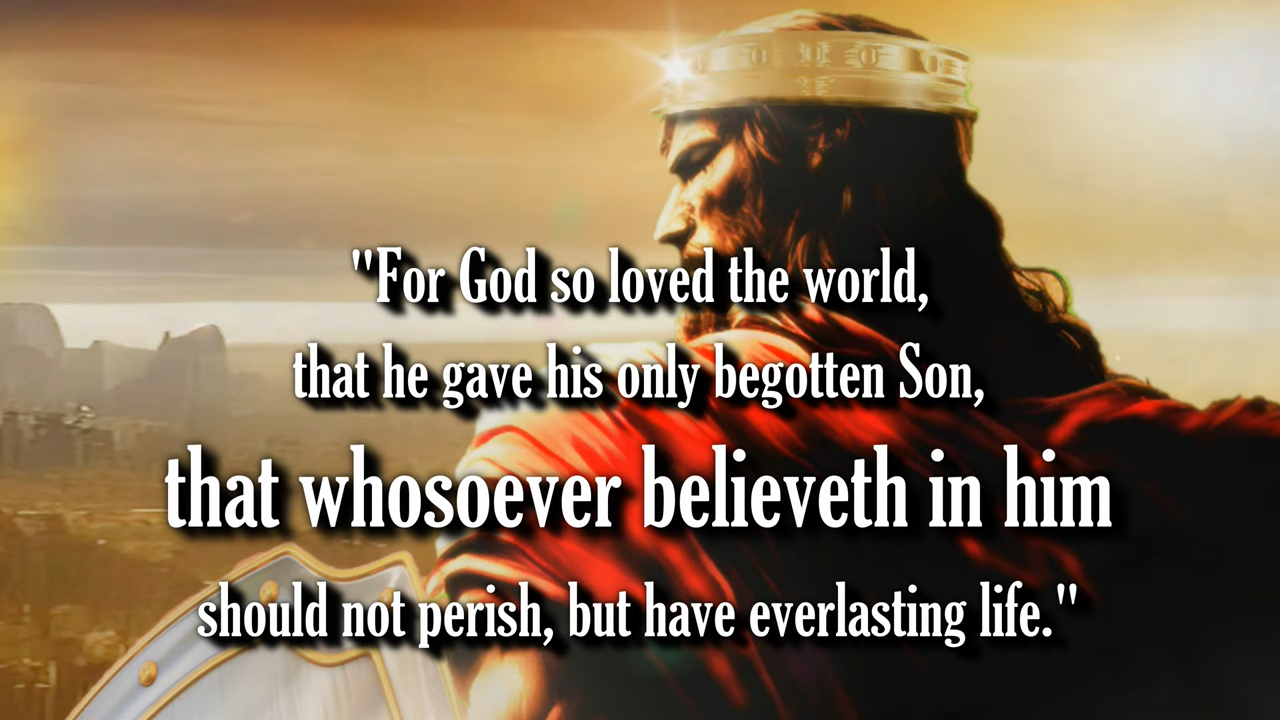 "For God so loved the world,
that he gave his only begotten Son,
that whosoever believeth in him
should not perish, but have everlasting life."